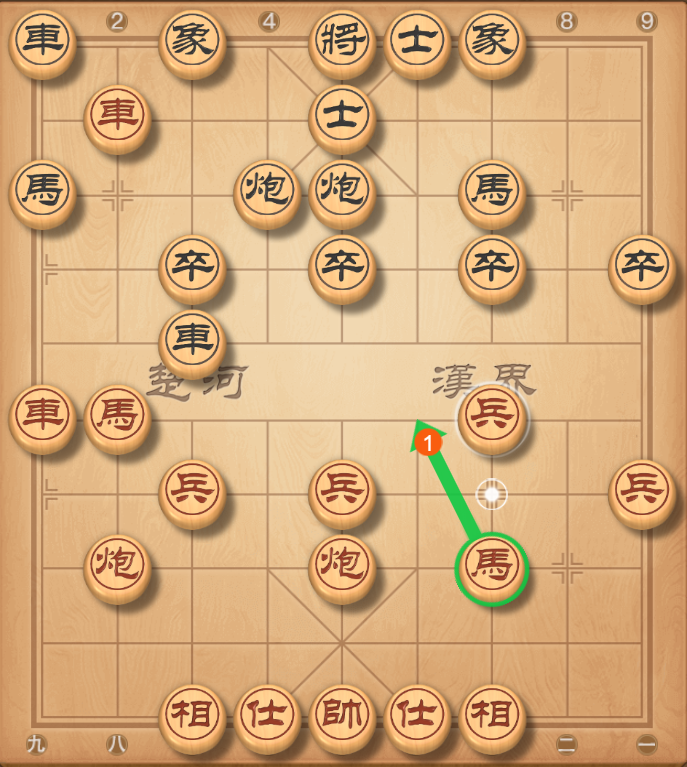 2 4 8 9
車 象 將 士 象
車 士
馬 炮 炮 馬
卒 卒 卒 卒
車
楚河 漢界
車 馬 兵
1
兵 兵 兵
炮 炮 馬
相 仕 帥 仕 相
九 八 二 一